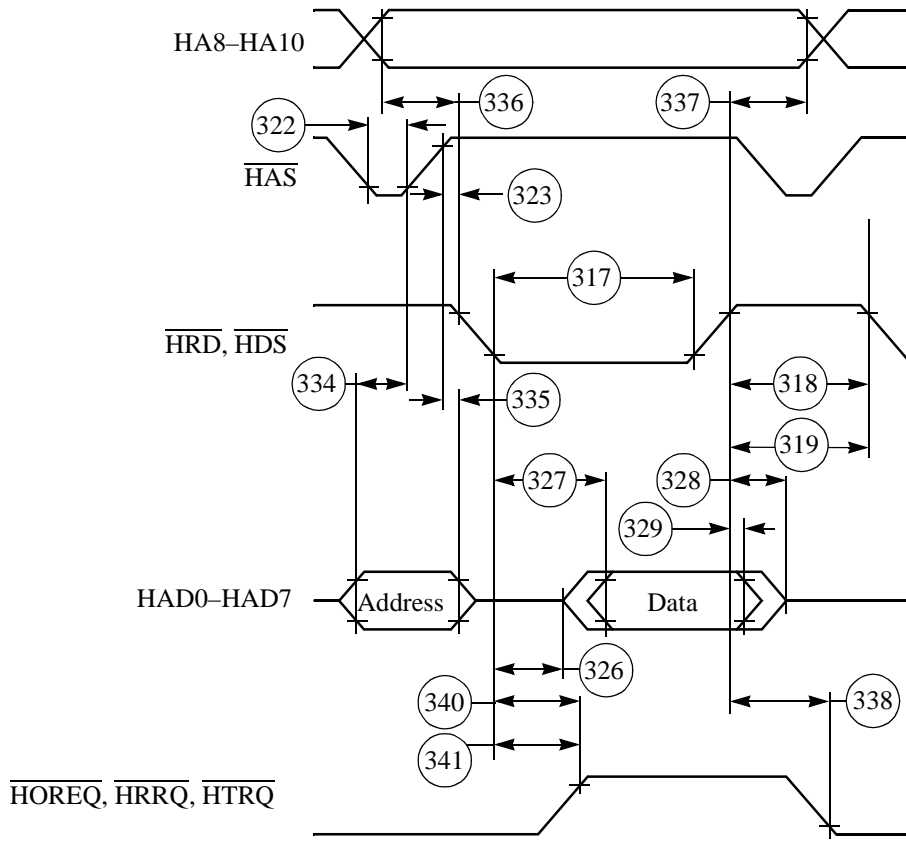 HA8–HA10
336
337
322
HAS
323
317
HRD, HDS
334
335
318
319
327
328
329
HAD0–HAD7
Address
Data
326
340
338
341
HOREQ, HRRQ, HTRQ